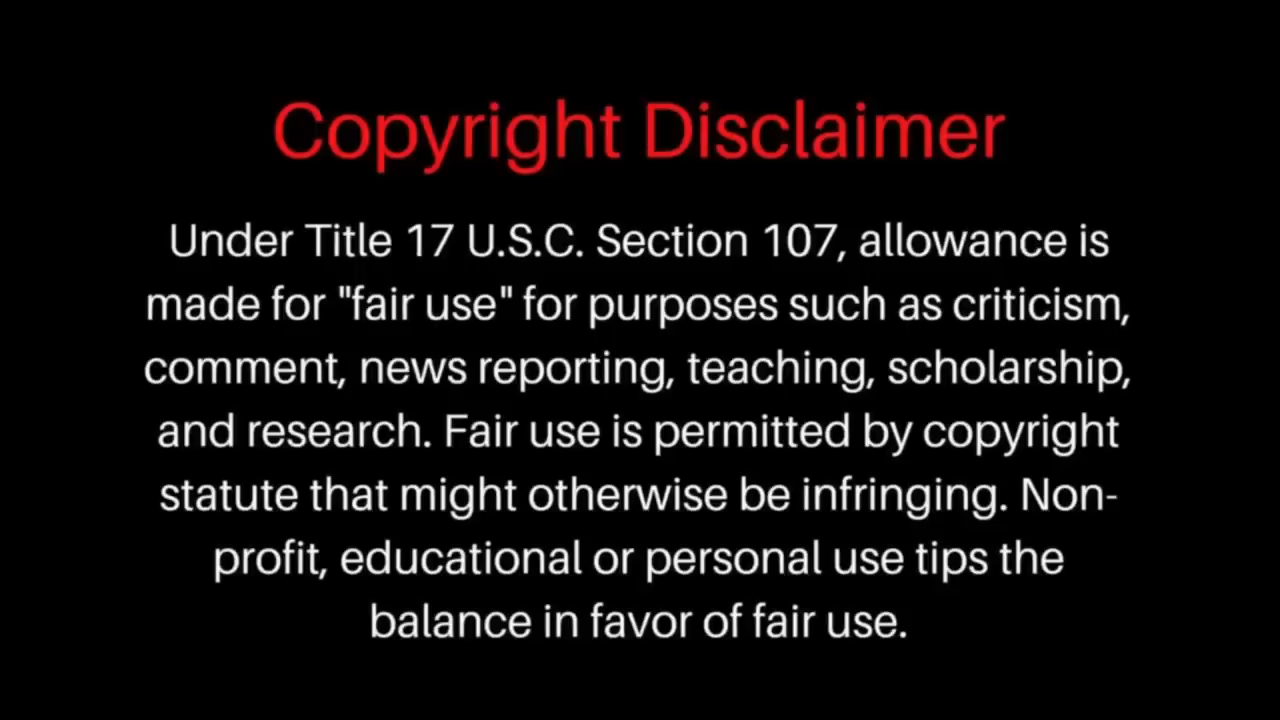 Copyright Disclaimer
Under Title 17 U.S.C. Section 107, allowance is
made for "fair use" for purposes such as criticism,
comment, news reporting, teaching, scholarship,
and research. Fair use is permitted by copyright
statute that might otherwise be infringing. Non-
profit, educational or personal use tips the
balance in favor of fair use.